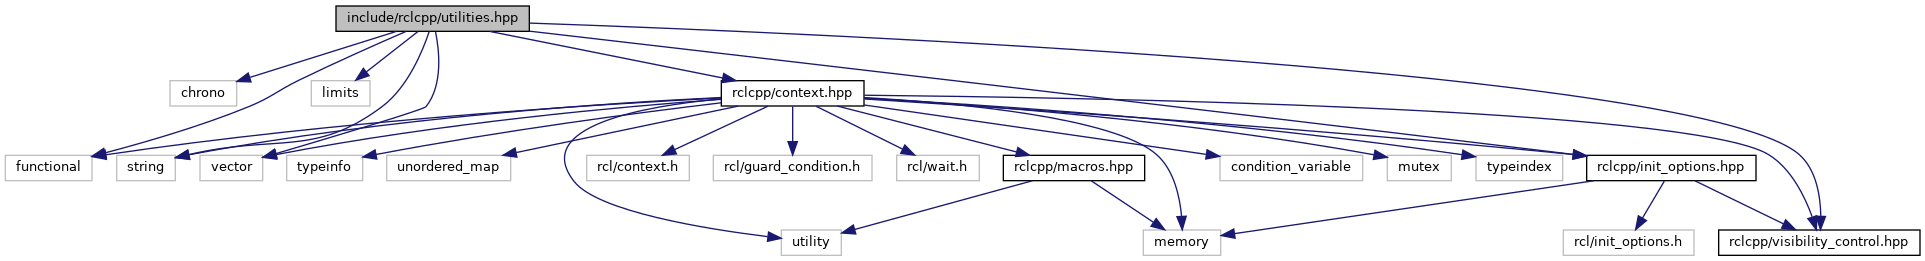 include/rclcpp/utilities.hpp
chrono
limits
rclcpp/context.hpp
functional
string
vector
typeinfo
unordered_map
rcl/context.h
rcl/guard_condition.h
rcl/wait.h
rclcpp/macros.hpp
condition_variable
mutex
typeindex
rclcpp/init_options.hpp
utility
memory
rcl/init_options.h
rclcpp/visibility_control.hpp